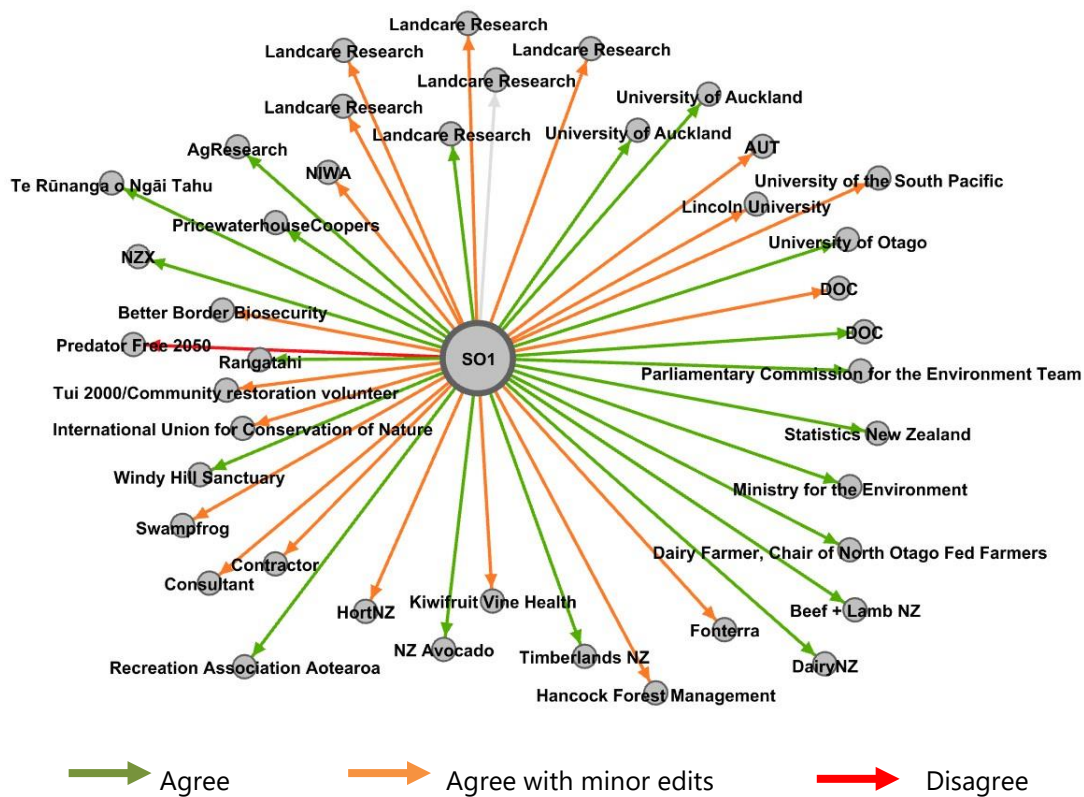 Landcare Research
Landcare Research
Landcare Research
Landcare Research
University of Auckland
Landcare Research
Landcare Research
University of Auckland
AgResearch
AUT
NIWA
University of the South Pacific
Te Rūnanga o Ngāi Tahu
Lincoln University
PricewaterhouseCoopers
University of Otago
NZX
DOC
Better Border Biosecurity
DOC
Predator Free 2050
SO1
Rangatahi
Parliamentary Commission for the Environment Team
Tui 2000/Community restoration volunteer
International Union for Conservation of Nature
Statistics New Zealand
Windy Hill Sanctuary
Ministry for the Environment
Swampfrog
Dairy Farmer, Chair of North Otago Fed Farmers
Contractor
Consultant
Kiwifruit Vine Health
HortNZ
Beef + Lamb NZ
Fonterra
NZ Avocado
Timberlands NZ
Recreation Association Aotearoa
DairyNZ
Hancock Forest Management
Agree
Agree with minor edits
Disagree